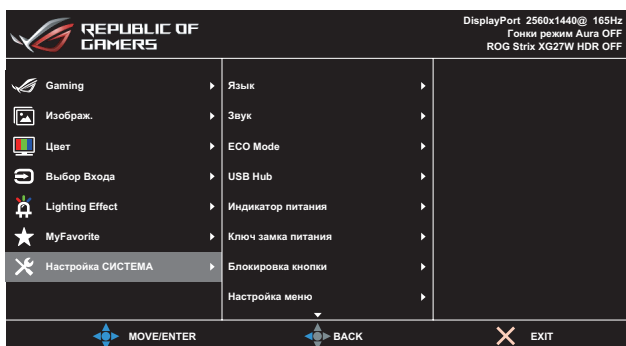 REPUBLIC OF
GAMERS
DisplayPort 2560x1440@ 165Hz
Гонки режим Aura OFF
ROG Strix XG27W HDR OFF
Gaming
Изображ.
Цвет
Выбор Входа
Lighting Effect
MyFavorite
Настройка СИСТЕМА
Язык
Звук
ECO Mode
USB Hub
Индикатор питания
Ключ замка питания
Блокировка кнопки
Настройка меню
MOVE/ENTER
BACK
EXIT